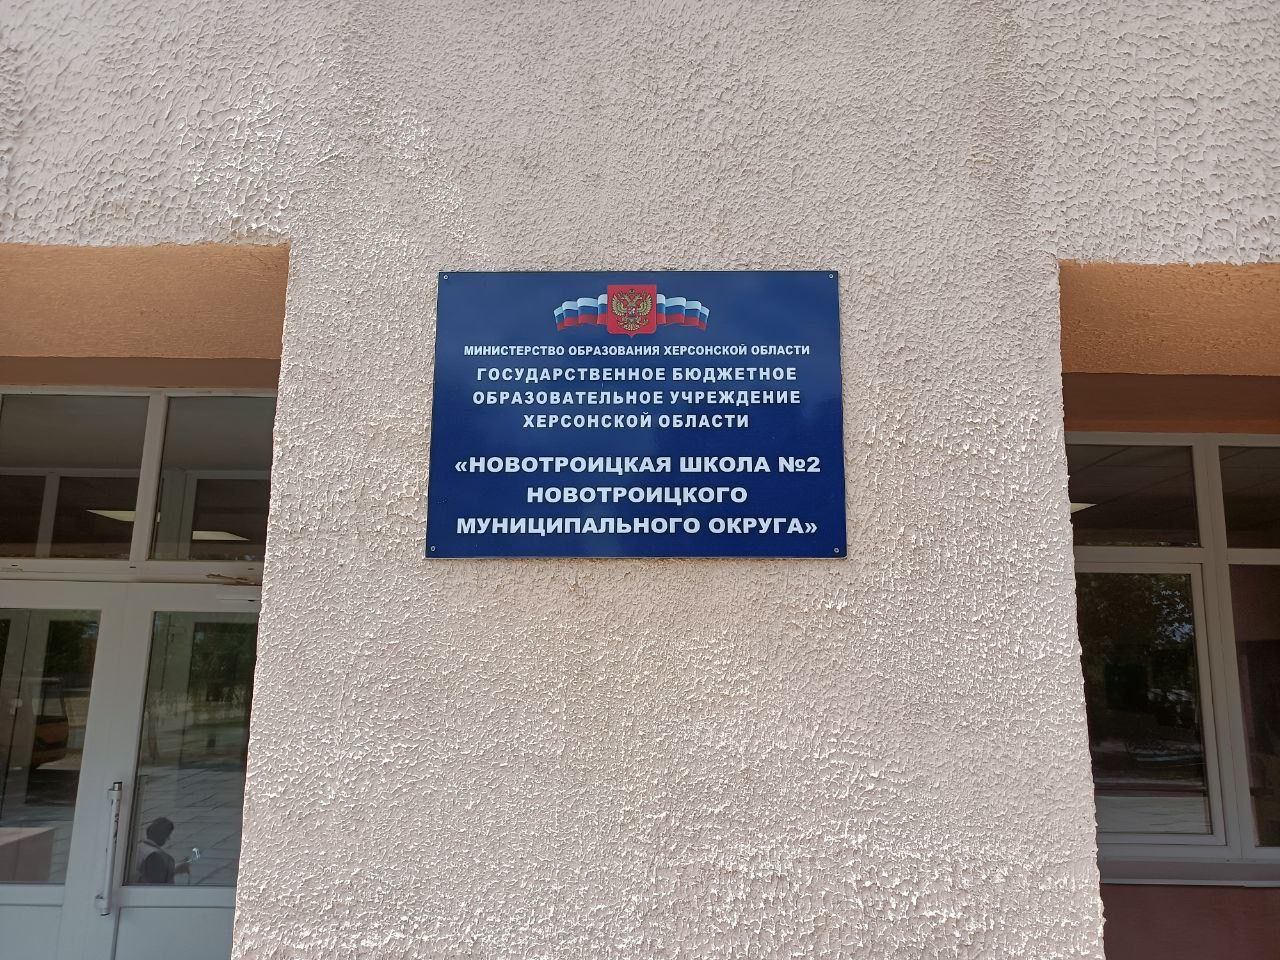 МИНИСТЕРСТВО ОБРАЗОВАНИЯ ХЕРСОНСКОЙ ОБЛАСТИ
ГОСУДАРСТВЕННОЕ БЮДЖЕТНОЕ
ОБРАЗОВАТЕЛЬНОЕ УЧРЕЖДЕНИЕ
ХЕРСОНСКОЙ ОБЛАСТИ
«НОВОТРОИЦКАЯ ШКОЛА №2
НОВОТРОИЦКОГО
МУНИЦИПАЛЬНОГО ОКРУГА»